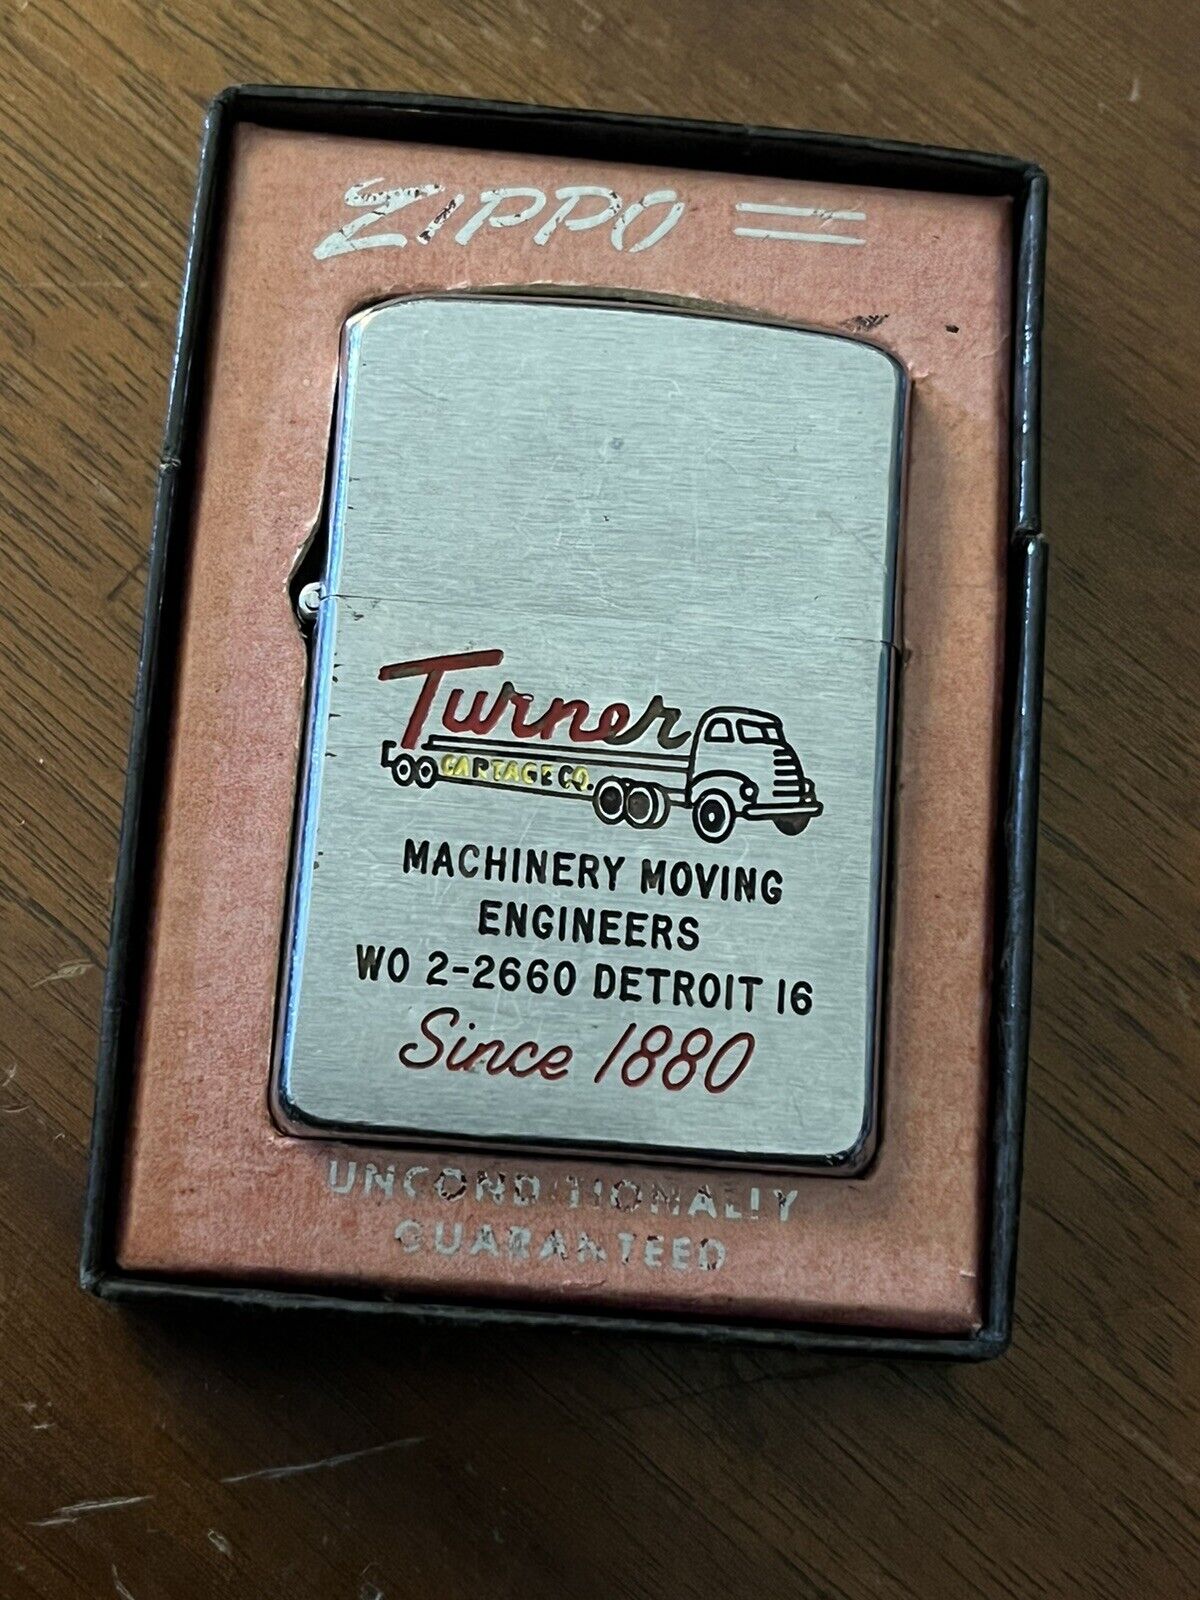 ZIPPO
Turner
CARTAGE CO.
MACHINERY MOVING
ENGINEERS
WO 2-2660 DETROIT 16
Since 1880
UNCONDITIONALLY
GUARANTEED